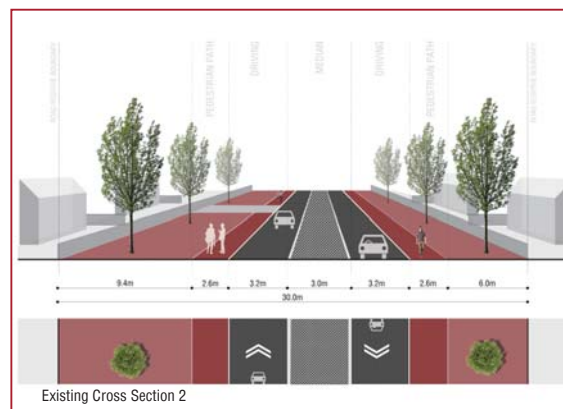 PEDESTRIAN PATH
DRIVING
MEDIAN
DRIVING
PEDESTRIAN PATH
9.4m 2.6m 3.2m 3.0m 3.2m 2.6m 6.0m
30.0m
Existing Cross Section 2